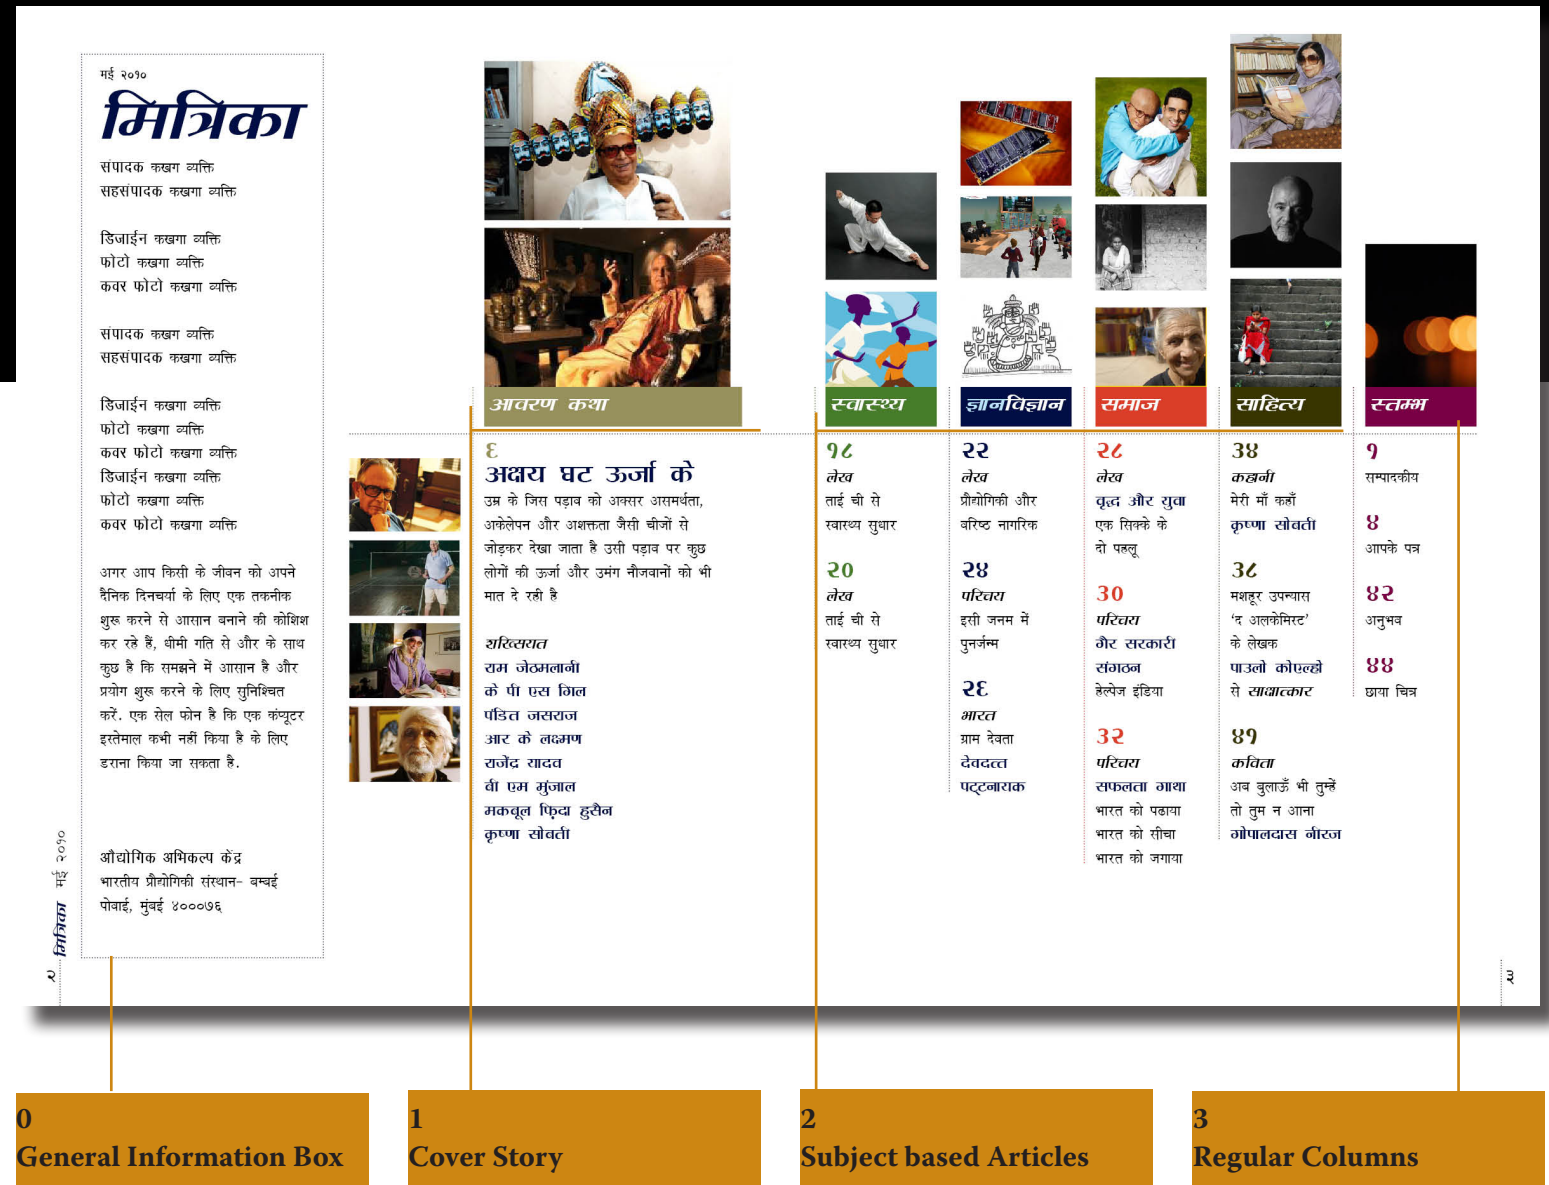 मई २०१०
मित्रिका
संपादक कखग व्यक्ति
सहसंपादक कखगा व्यक्ति
डिजाईन कखगा व्यक्ति
फोटो कखगा व्यक्ति
कवर फोटो कखगा व्यक्ति
संपादक कखग व्यक्ति
सहसंपादक कखगा व्यक्ति
डिजाईन कखगा व्यक्ति
फोटो कखगा व्यक्ति
कवर फोटो कखगा व्यक्ति
डिजाईन कखगा व्यक्ति
फोटो कखगा व्यक्ति
कवर फोटो कखगा व्यक्ति
अगर आप किसी के जीवन को अपने
दैनिक दिनचर्या के लिए एक तकनीक
शुरू करने से आसान बनाने की कोशिश
कर रहे हैं, धीमी गति से और के साथ
कुछ है कि समझने में आसान है और
प्रयोग शुरू करने के लिए सुनिश्चित
करें. एक सेल फोन है कि एक कंप्यूटर
इस्तेमाल कभी नहीं किया है के लिए
डराना किया जा सकता है.
औद्योगिक अभिकल्प केंद्र
भारतीय प्रौद्योगिकी संस्थान- बम्बई
पोवाई, मुंबई ४०००७६
२ मित्रिका मई २०१०
आवरण कथा
६
अक्षय घट ऊर्जा के
उम्र के जिस पड़ाव को अक्सर असमर्थता,
अकेलेपन और अशक्तता जैसी चीजों से
जोड़कर देखा जाता है उसी पड़ाव पर कुछ
लोगों की ऊर्जा और उमंग नौजवानों को भी
मात दे रही है
शख्सियत
राम जेठमलानी
के पी एस गिल
पंडित जसराज
आर के लक्ष्मण
राजेंद्र यादव
बी एम मुंजाल
मकबूल फ़िदा हुसैन
कृष्णा सोबती
स्वास्थ्य
१८
लेख
ताई ची से
स्वास्थ्य सुधार
२०
लेख
ताई ची से
स्वास्थ्य सुधार
ज्ञानविज्ञान
२२
लेख
प्रौद्योगिकी और
वरिष्ठ नागरिक
२४
परिचय
इसी जनम में
पुनर्जन्म
२६
भारत
ग्राम देवता
देवदत्त
पट्टनायक
समाज
२८
लेख
वृद्ध और युवा
एक सिक्के के
दो पहलू
३०
परिचय
गैर सरकारी
संगठन
हेल्पेज इंडिया
३२
परिचय
सफलता गाथा
भारत को पढाया
भारत को सीचा
भारत को जगाया
साहित्य
३४
कहानी
मेरी माँ कहाँ
कृष्णा सोबती
३८
मशहूर उपन्यास
‘द अलकेमिस्ट’
के लेखक
पाउलो कोएल्हो
से साक्षात्कार
४१
कविता
अब बुलाऊँ भी तुम्हें
तो तुम न आना
गोपालदास नीरज
स्तम्भ
१
सम्पादकीय
४
आपके पत्र
४२
अनुभव
४४
छाया चित्र
३
0
General Information Box
1
Cover Story
2
Subject based Articles
3
Regular Columns